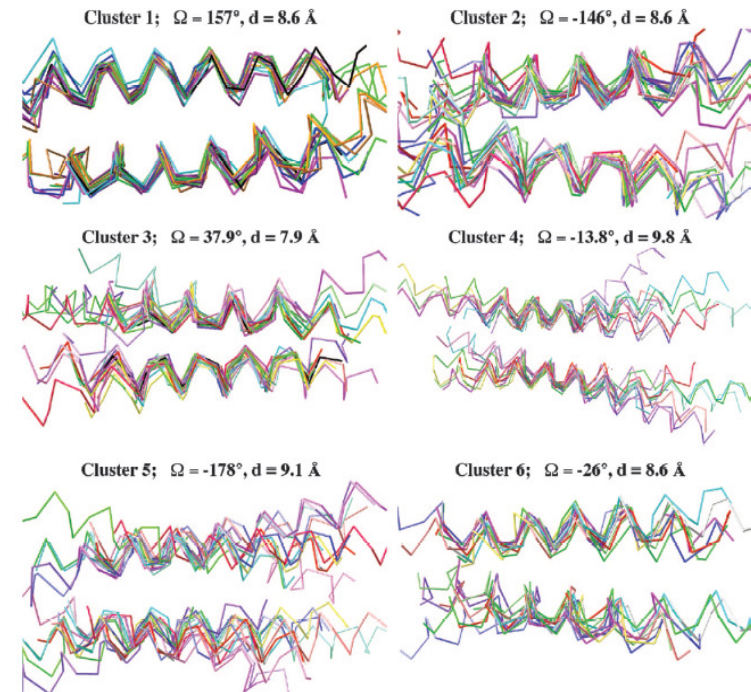 Cluster 1;   Ω = 157°, d = 8.6 Å
Cluster 2;   Ω = -146°, d = 8.6 Å
Cluster 3;   Ω = 37.9°, d = 7.9 Å
Cluster 4;   Ω = -13.8°, d = 9.8 Å
Cluster 5;   Ω = -178°, d = 9.1 Å
Cluster 6;   Ω = -26°, d = 8.6 Å